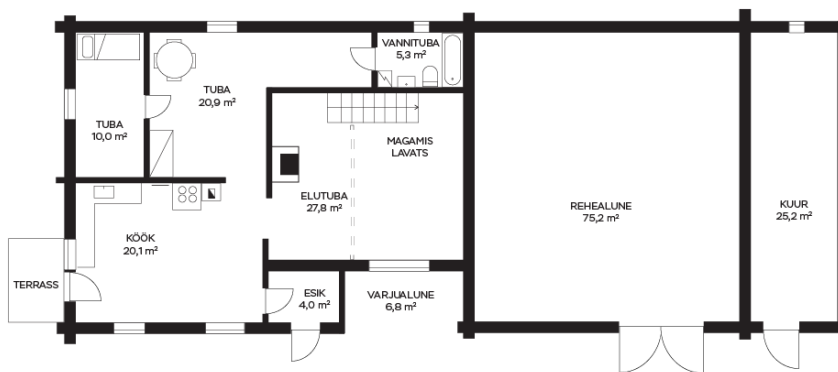 VANNITUBA
5,3 m²
TUBA
20,9 m²
TUBA
10,0 m²
MAGAMIS
LAVATS
ELUTUBA
27,8 m²
REHEALUNE
75,2 m²
KUUR
25,2 m²
KÖÖK
20,1 m²
TERRASS
ESIK
4,0 m²
VARJUALUNE
6,8 m²